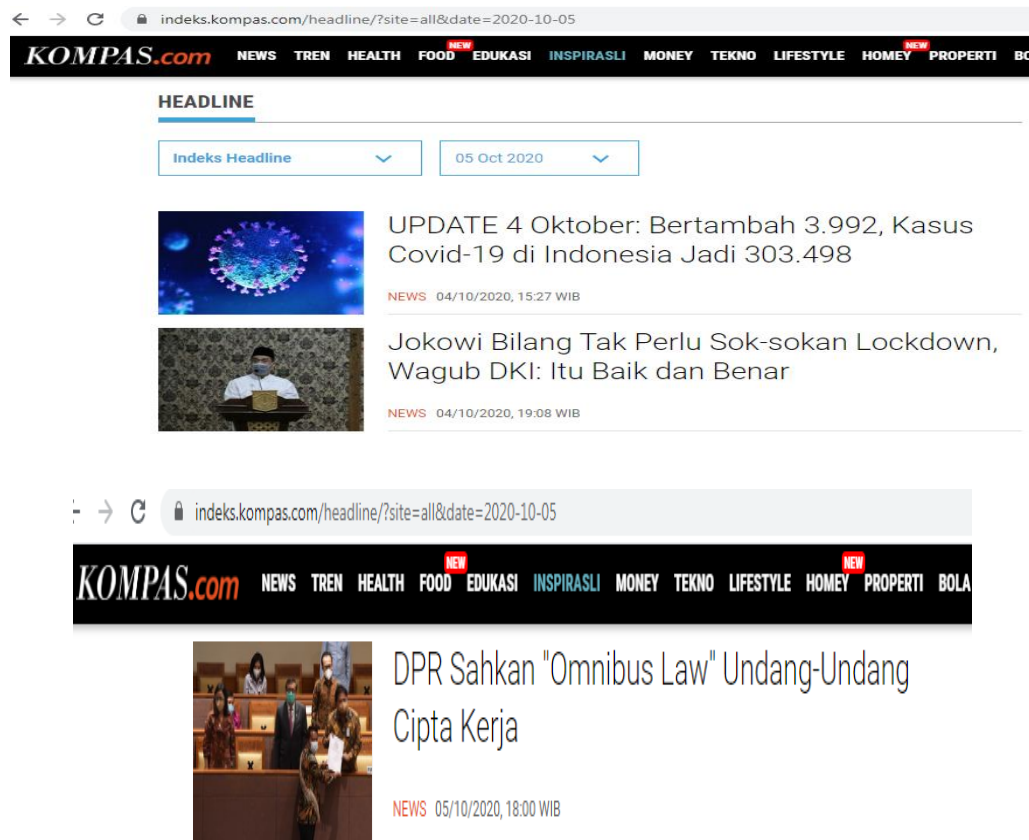 indeks.kompas.com/headline/?site=all&date=2020-10-05
KOMPAS.com NEWS TREN HEALTH FOOD NEW EDUKASI INSPIRASLI MONEY TEKNO LIFESTYLE HOMEY NEW PROPERTI BO
HEADLINE
Indeks Headline 05 Oct 2020
UPDATE 4 Oktober: Bertambah 3.992, Kasus
Covid-19 di Indonesia Jadi 303.498
NEWS 04/10/2020, 15:27 WIB
Jokowi Bilang Tak Perlu Sok-sokan Lockdown,
Wagub DKI: Itu Baik dan Benar
NEWS 04/10/2020, 19:08 WIB
indeks.kompas.com/headline/?site=all&date=2020-10-05
KOMPAS.com NEWS TREN HEALTH FOOD NEW EDUKASI INSPIRASLI MONEY TEKNO LIFESTYLE HOMEY NEW PROPERTI BOLA
DPR Sahkan "Omnibus Law" Undang-Undang
Cipta Kerja
NEWS 05/10/2020, 18:00 WIB